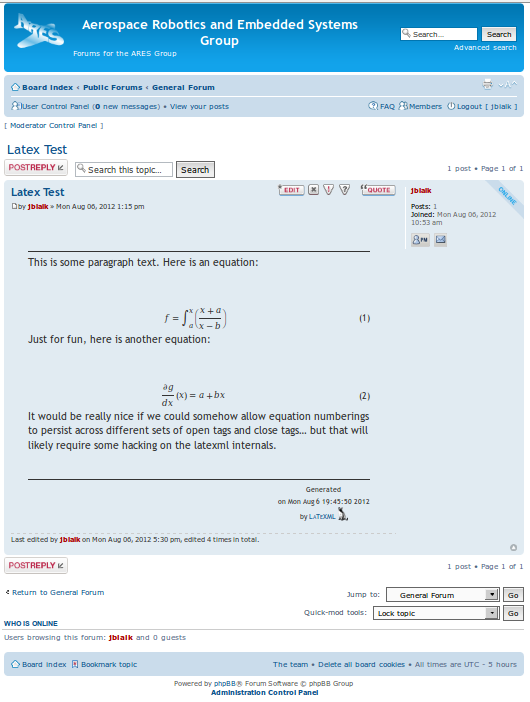 ARES
Aerospace Robotics and Embedded Systems
Group
Forums for the ARES Group
Search…
Search
Advanced search
Board index ‹ Public Forums ‹ General Forum
User Control Panel (0 new messages) • View your posts
FAQ Members Logout [ jbialk ]
[ Moderator Control Panel ]
Latex Test
POSTREPLY
Search this topic…
Search
1 post • Page 1 of 1
Latex Test
EDIT
QUOTE
by jbialk » Mon Aug 06, 2012 1:15 pm
jbialk
ONLINE
Posts: 1
Joined: Mon Aug 06, 2012
10:53 am
PM
This is some paragraph text. Here is an equation:
f = ∫ₐˣ ( (x + a) / (x − b) ) (1)
Just for fun, here is another equation:
∂g/dx (x) = a + bx (2)
It would be really nice if we could somehow allow equation numberings
to persist across different sets of open tags and close tags… but that will
likely require some hacking on the latexml internals.
Generated
on Mon Aug 6 19:45:50 2012
by LATEXML
Last edited by jbialk on Mon Aug 06, 2012 5:30 pm, edited 4 times in total.
POSTREPLY
1 post • Page 1 of 1
Return to General Forum
Jump to: General Forum Go
Quick-mod tools: Lock topic Go
WHO IS ONLINE
Users browsing this forum: jbialk and 0 guests
Board index Bookmark topic
The team • Delete all board cookies • All times are UTC - 5 hours
Powered by phpBB® Forum Software © phpBB Group
Administration Control Panel